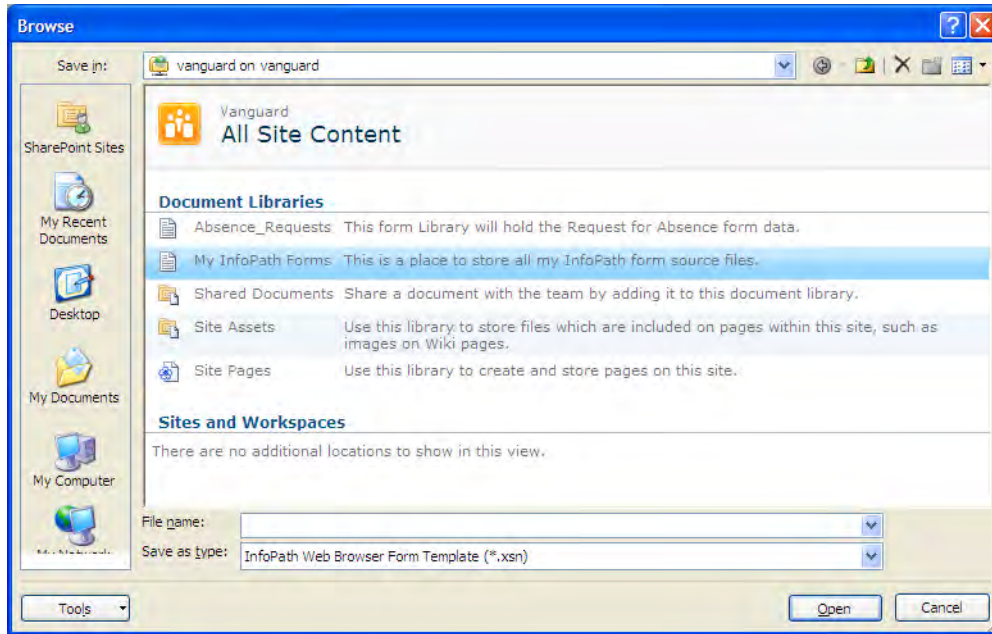 Browse
Save in:
vanguard on vanguard
SharePoint Sites
My Recent
Documents
Desktop
My Documents
My Computer
Vanguard
All Site Content
Document Libraries
Absence_Requests This form Library will hold the Request for Absence form data.
My InfoPath Forms This is a place to store all my InfoPath form source files.
Shared Documents Share a document with the team by adding it to this document library.
Site Assets Use this library to store files which are included on pages within this site, such as
images on Wiki pages.
Site Pages Use this library to create and store pages on this site.
Sites and Workspaces
There are no additional locations to show in this view.
File name:
Save as type: InfoPath Web Browser Form Template (*.xsn)
Tools
Open
Cancel